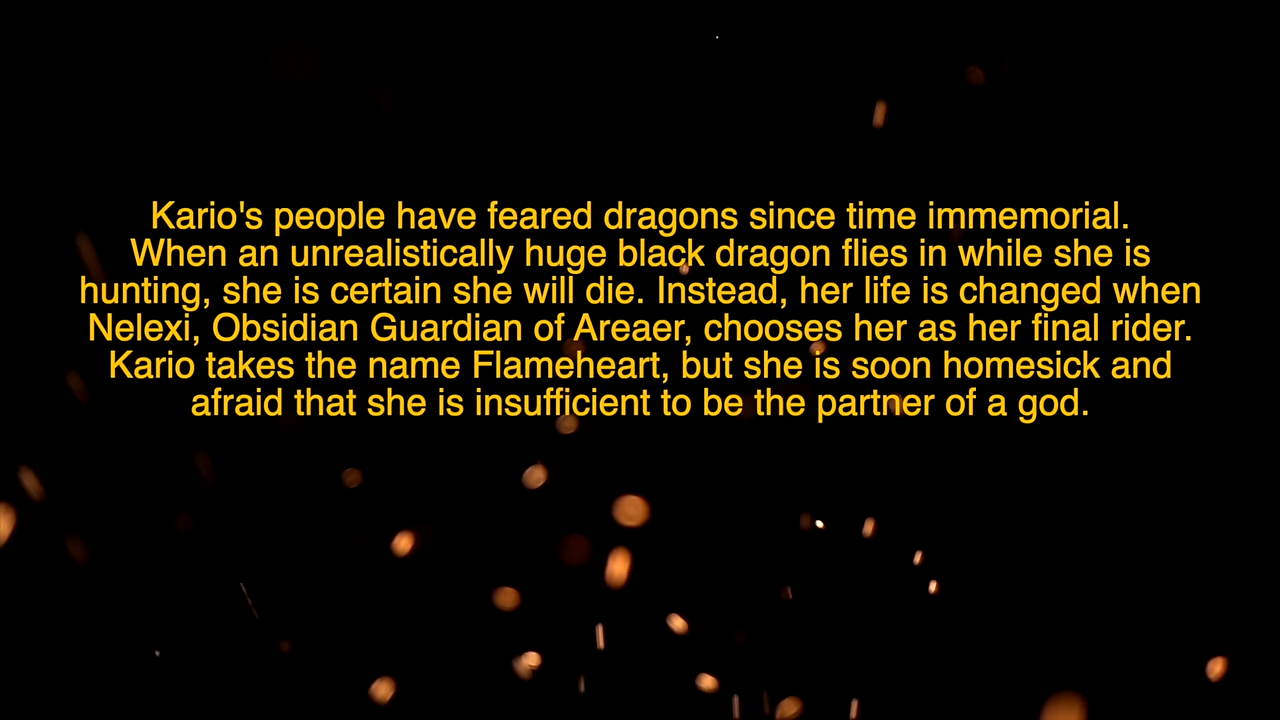 Kario's people have feared dragons since time immemorial.
When an unrealistically huge black dragon flies in while she is
hunting, she is certain she will die. Instead, her life is changed when
Nelexi, Obsidian Guardian of Areaer, chooses her as her final rider.
Kario takes the name Flameheart, but she is soon homesick and
afraid that she is insufficient to be the partner of a god.